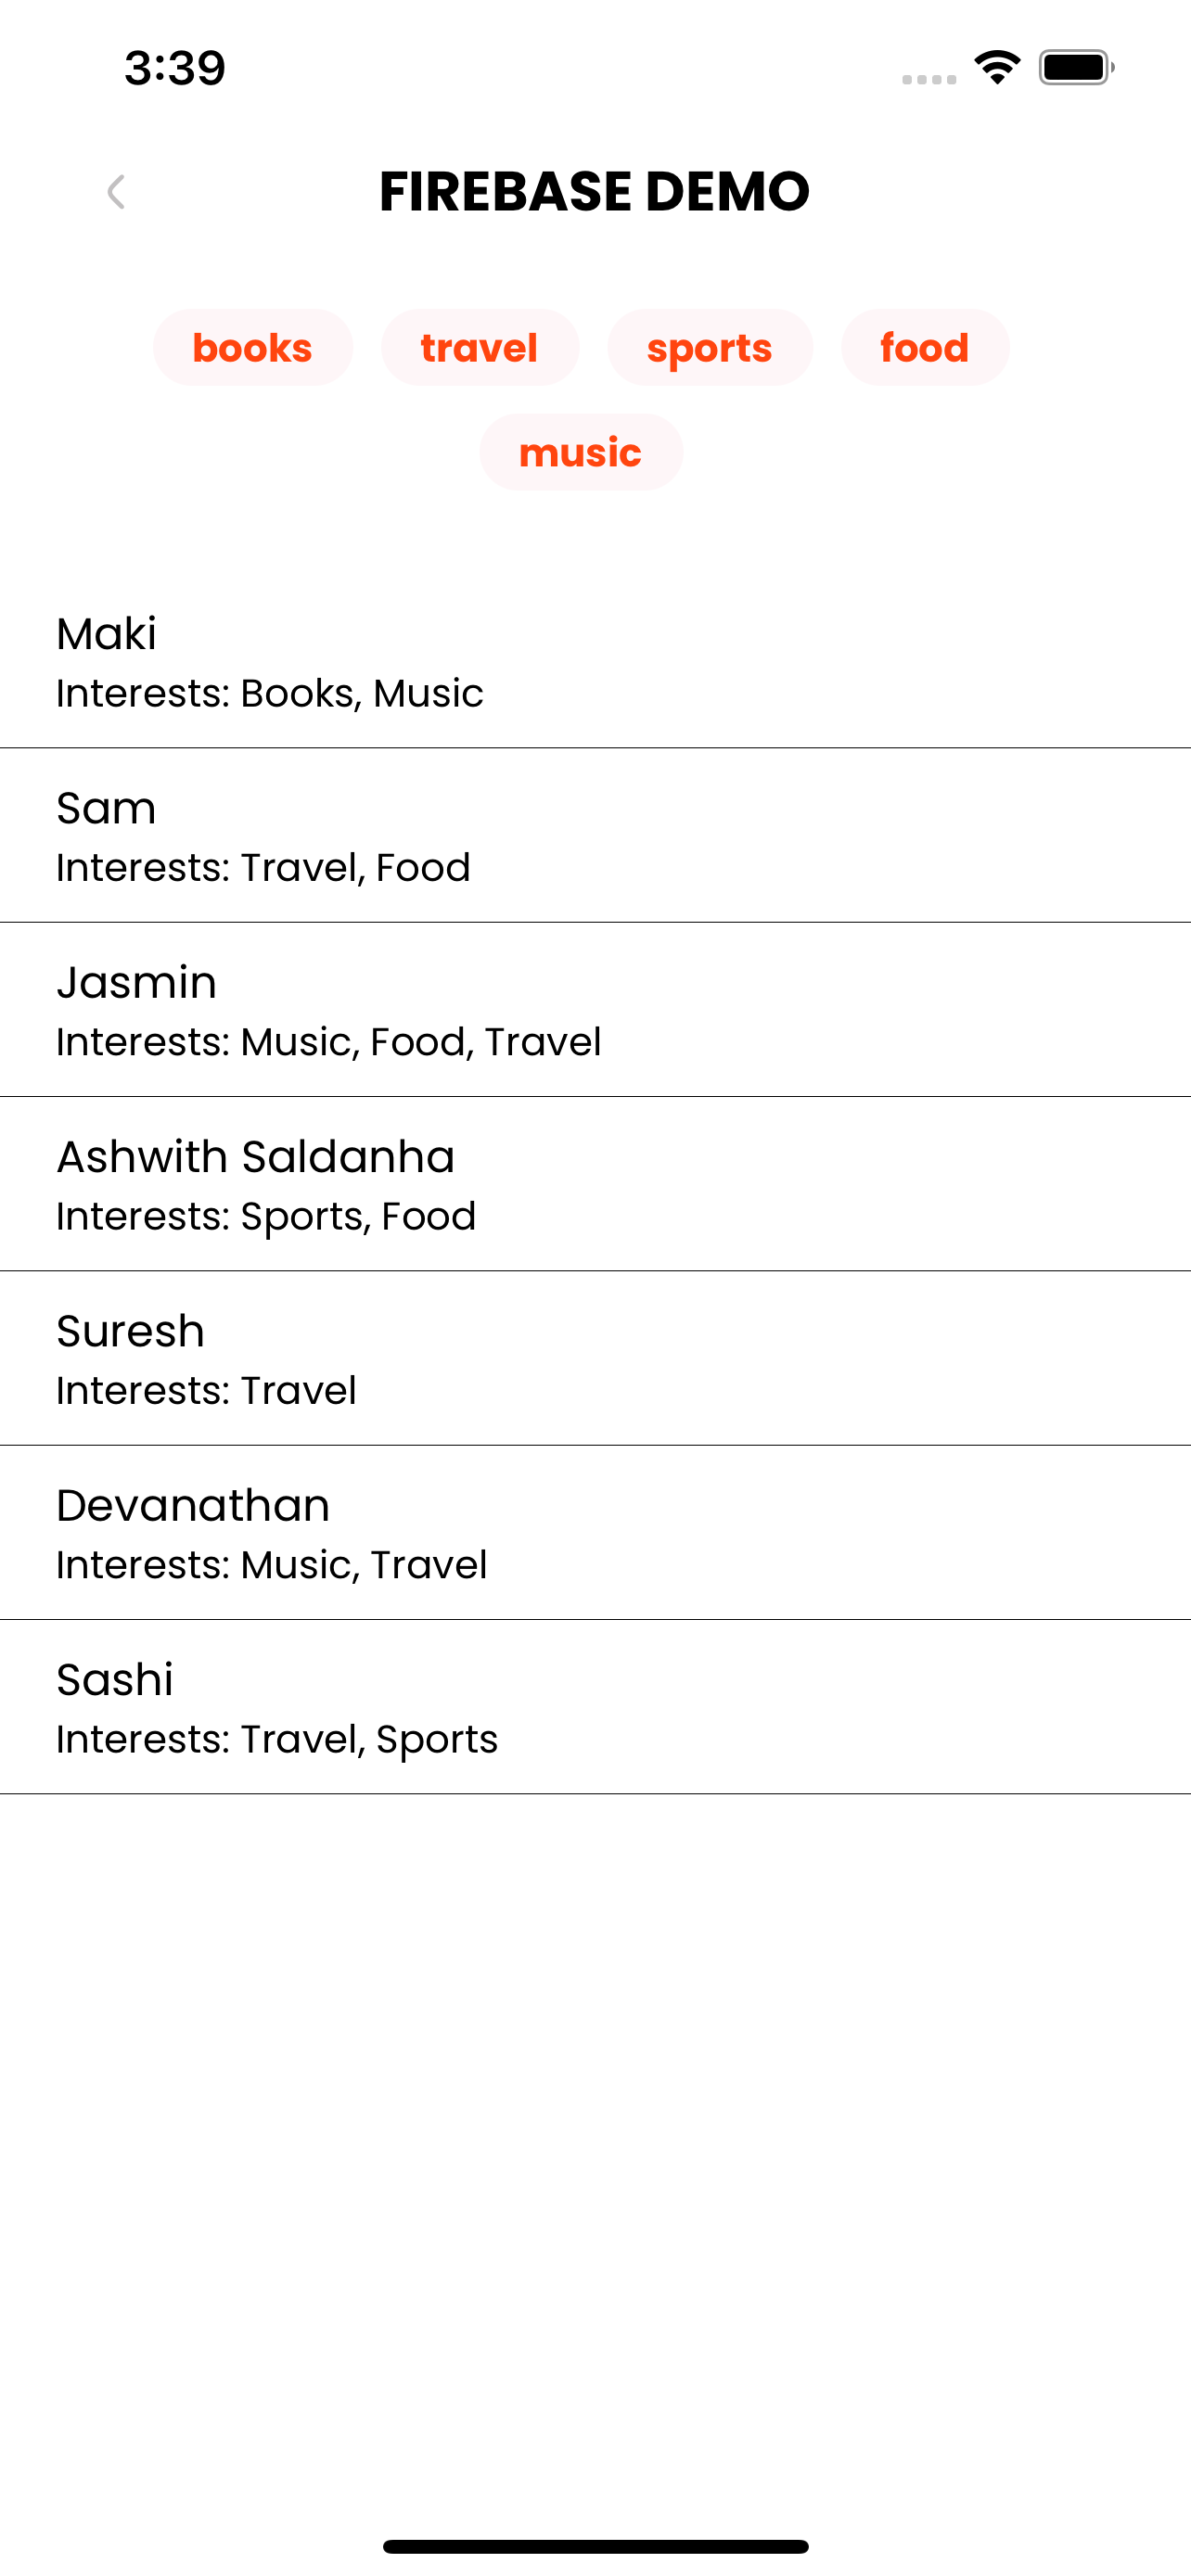 3:39
FIREBASE DEMO
books travel sports food
music
Maki
Interests: Books, Music
Sam
Interests: Travel, Food
Jasmin
Interests: Music, Food, Travel
Ashwith Saldanha
Interests: Sports, Food
Suresh
Interests: Travel
Devanathan
Interests: Music, Travel
Sashi
Interests: Travel, Sports